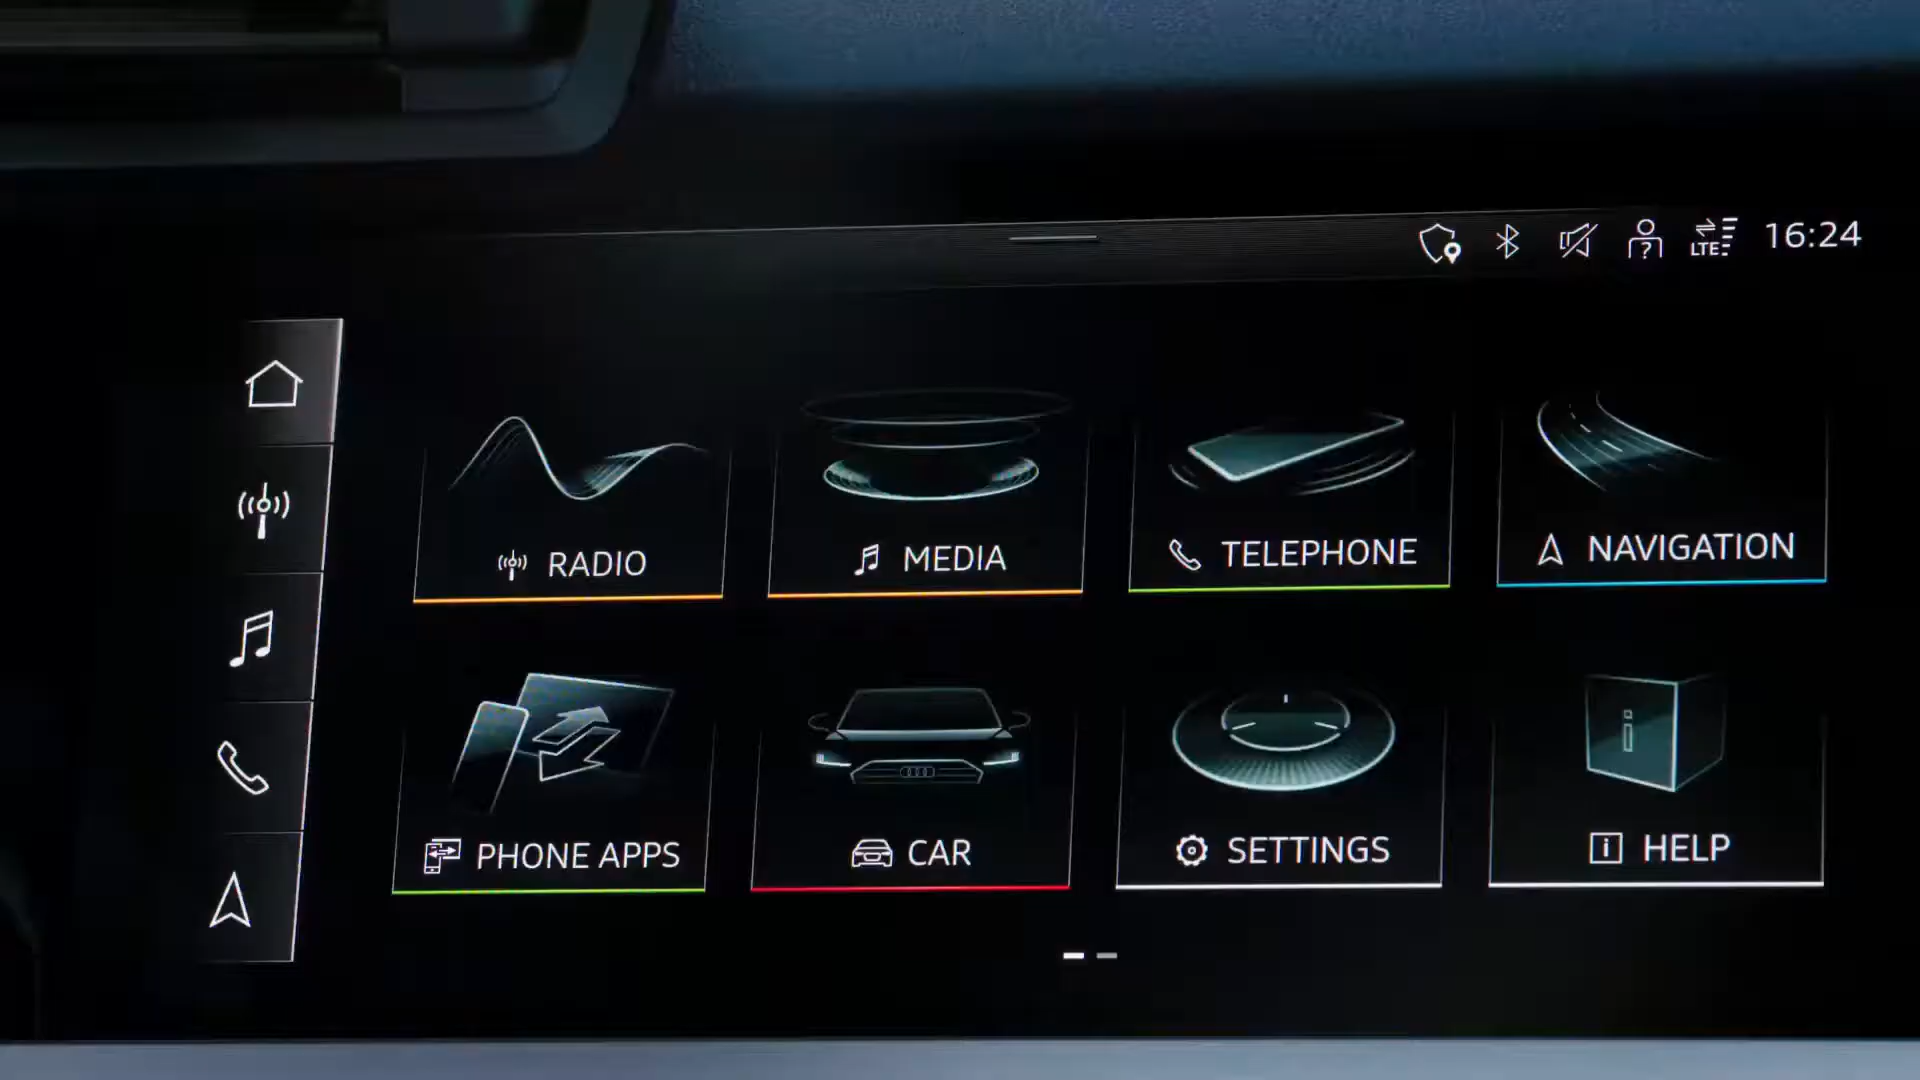 LTE 16:24
RADIO
MEDIA
TELEPHONE
NAVIGATION
PHONE APPS
CAR
SETTINGS
HELP